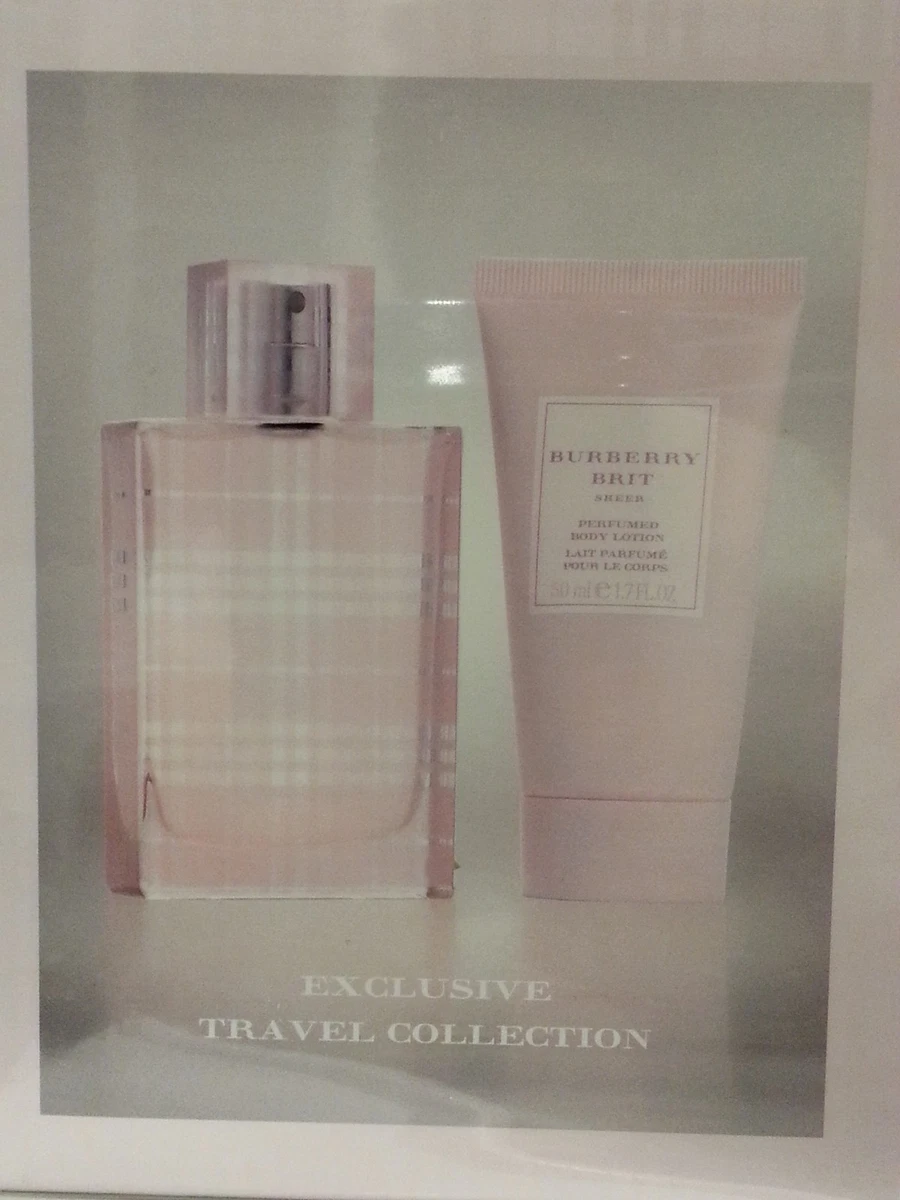 BURBERRY
BRIT
SHEER
PERFUMED
BODY LOTION
LAIT PARFUMÉ
POUR LE CORPS
50 ml e 1.7 FL.OZ.
EXCLUSIVE
TRAVEL COLLECTION